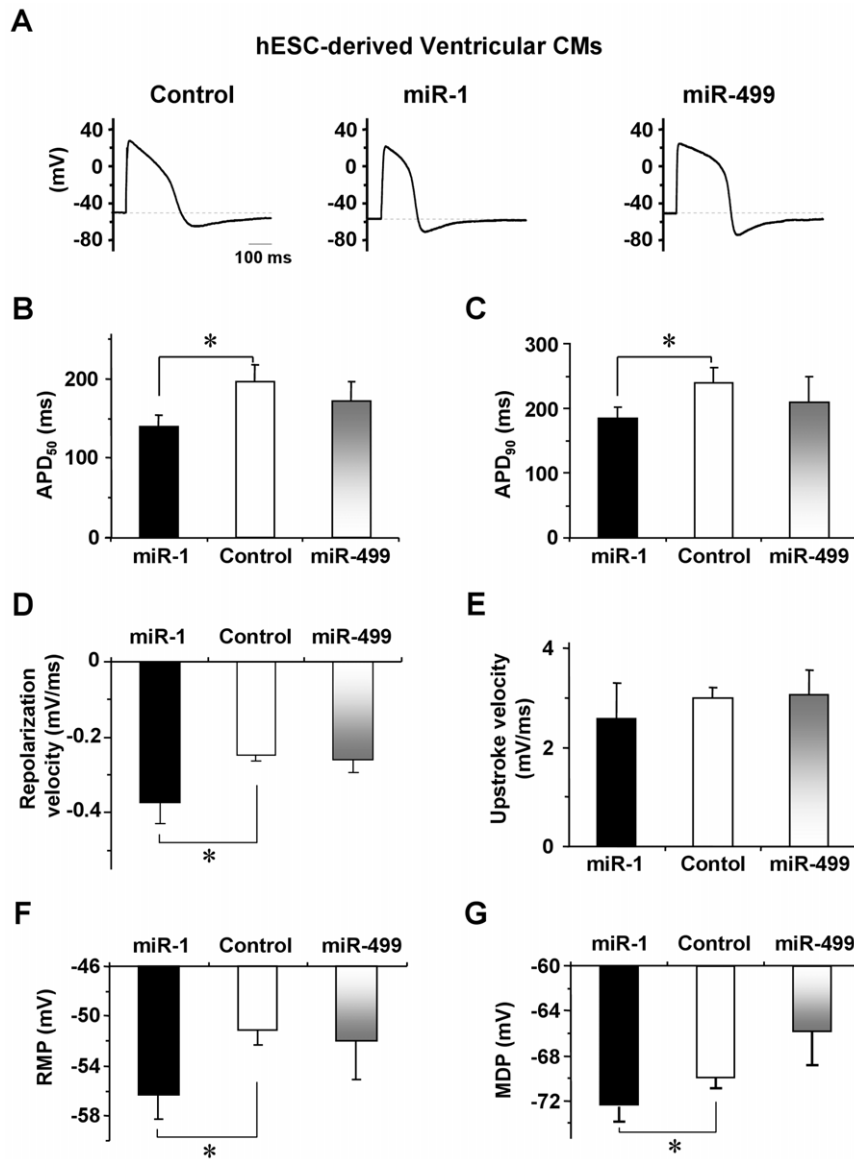 A
hESC-derived Ventricular CMs
Control
miR-1
miR-499
(mV)
40
0
-40
-80
100 ms
40
0
-40
-80
40
0
-40
-80
B
*
APD50 (ms)
200
100
0
miR-1 Control miR-499
C
*
APD90 (ms)
300
200
100
0
miR-1 Control miR-499
D
miR-1 Control miR-499
Repolarization
velocity (mV/ms)
0
-0.2
-0.4
*
E
Upstroke velocity
(mV/ms)
4
2
0
miR-1 Contol miR-499
F
miR-1 Control miR-499
RMP (mV)
-46
-50
-54
-58
*
G
miR-1 Control miR-499
MDP (mV)
-60
-64
-68
-72
*